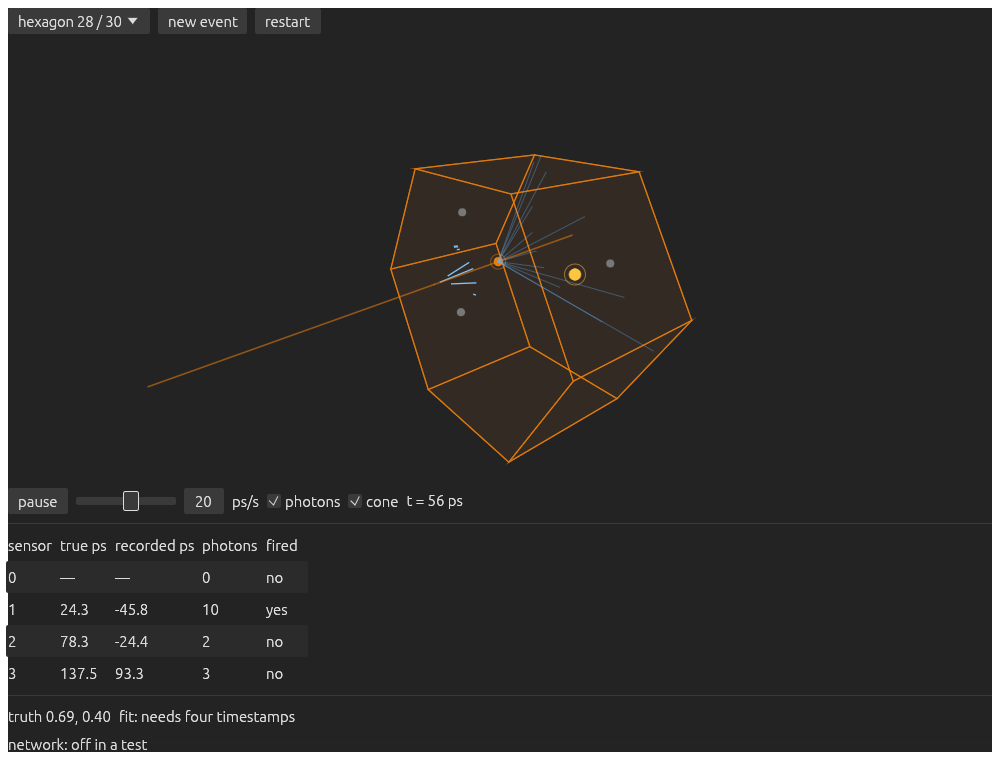 hexagon 28 / 30 new event restart
pause 20 ps/s photons cone t = 56 ps
sensor true ps recorded ps photons fired
0 — — 0 no
1 24.3 -45.8 10 yes
2 78.3 -24.4 2 no
3 137.5 93.3 3 no
truth 0.69, 0.40 fit: needs four timestamps
network: off in a test